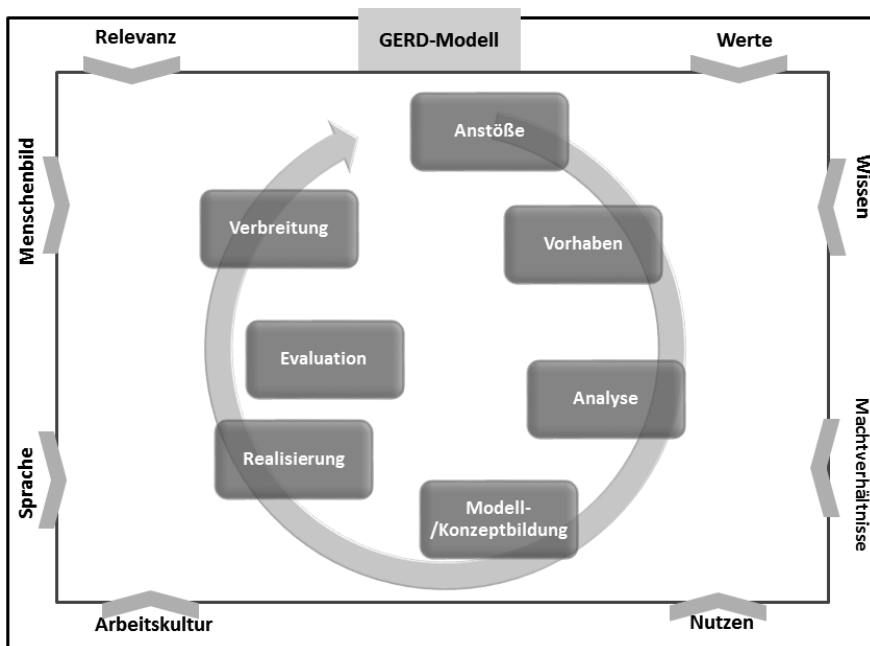 Relevanz
GERD-Modell
Werte
Menschenbild
Wissen
Sprache
Machtverhältnisse
Arbeitskultur
Nutzen
Anstöße
Vorhaben
Analyse
Modell-
/Konzeptbildung
Realisierung
Evaluation
Verbreitung